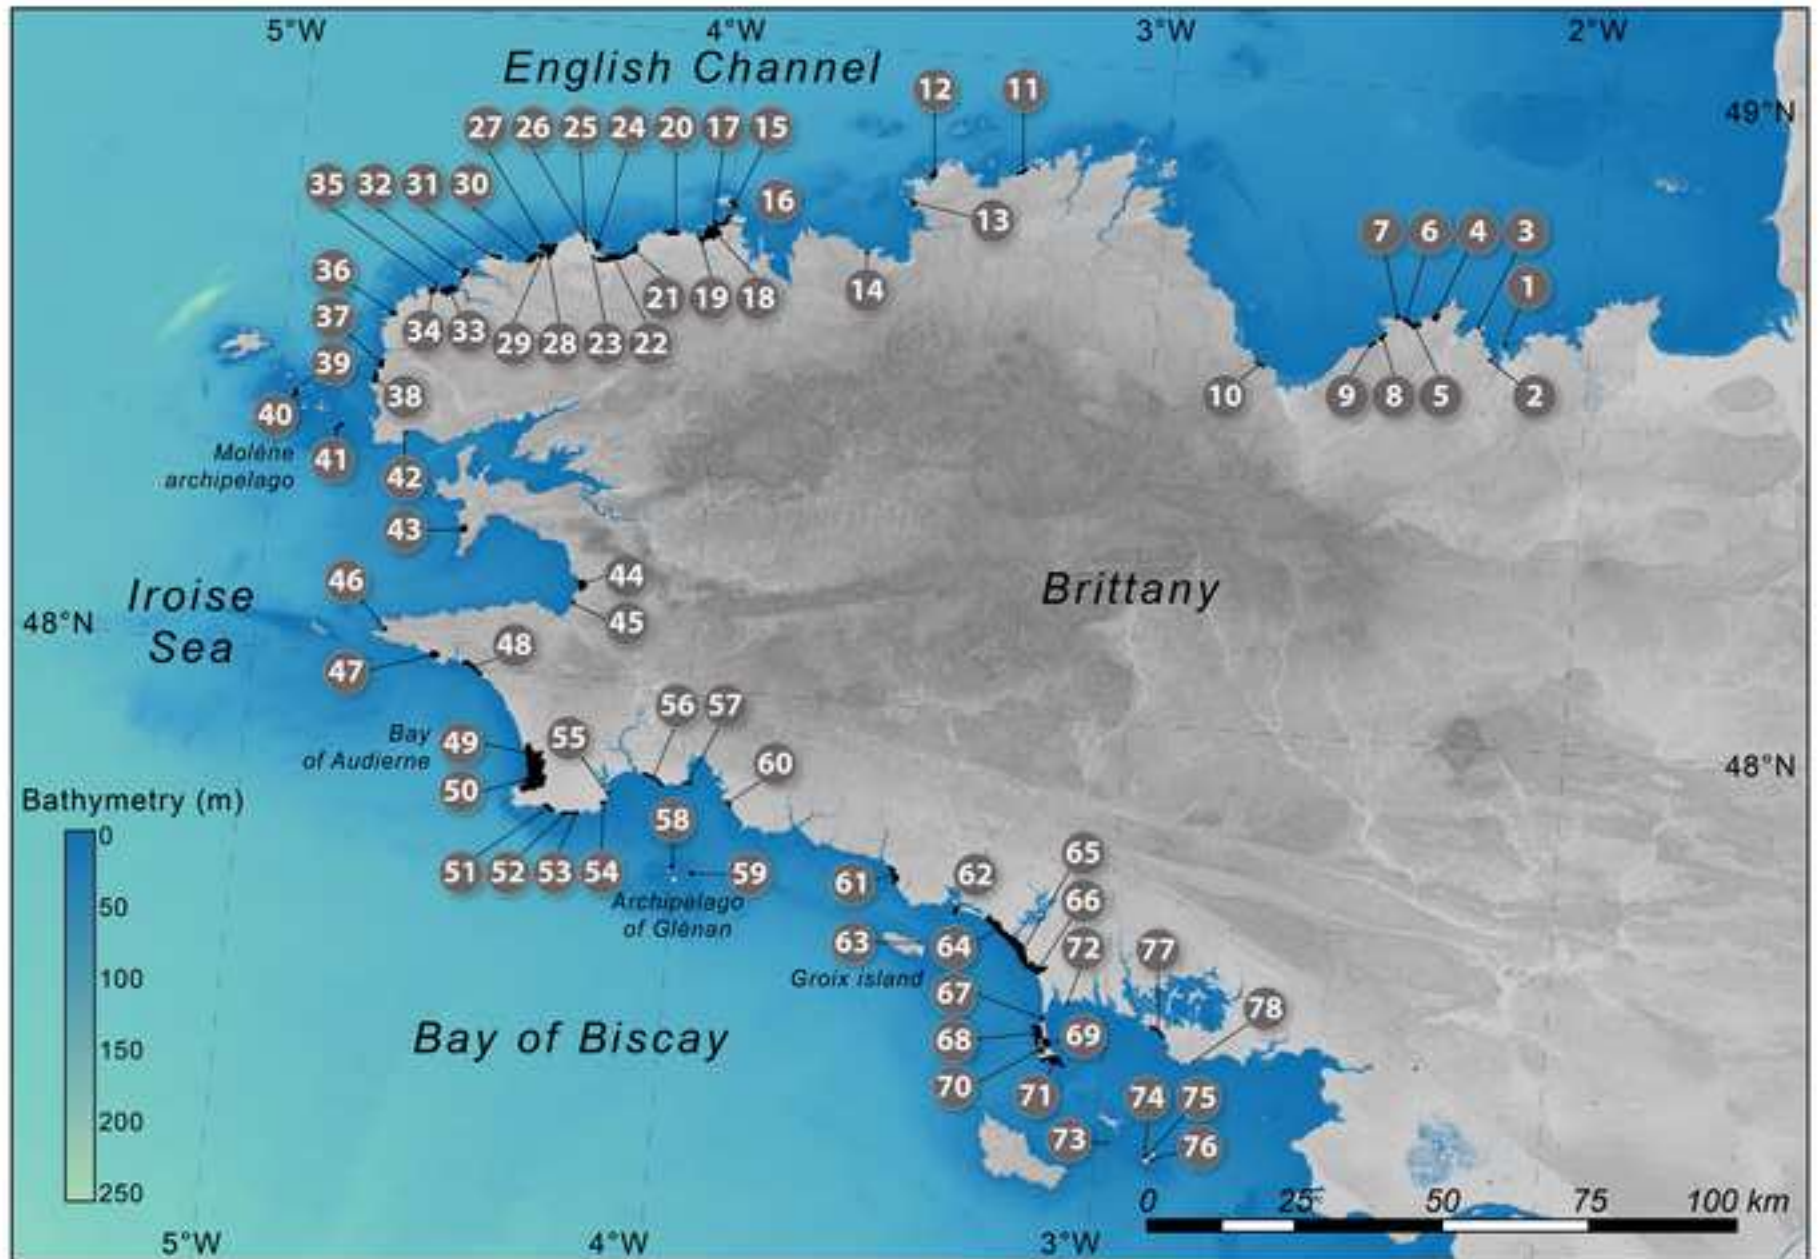 5°W 4°W 3°W 2°W
English Channel
49°N
12 11
27 26 25 24 20 17 15
35 32 31 30
16
13
7 6 4 3
36
1
21 19 18 14
37
34 33 29 28 23 22
39
38
10 9 8 5 2
40
Molène
archipelago
41
42
43
46
44
Iroise
Sea
48°N
45
Brittany
48
47
56 57
Bay
of Audierne
49
55
60
48°N
50
Bathymetry (m)
58
0
65
51 52 53 54
59
61
62
50
Archipelago
of Glénan
66
63
64
72
77
Groix island
100
67
78
Bay of Biscay
68
69
150
70
71
74 75
200
73
76
250
0 25 50 75 100 km
5°W 4°W 3°W